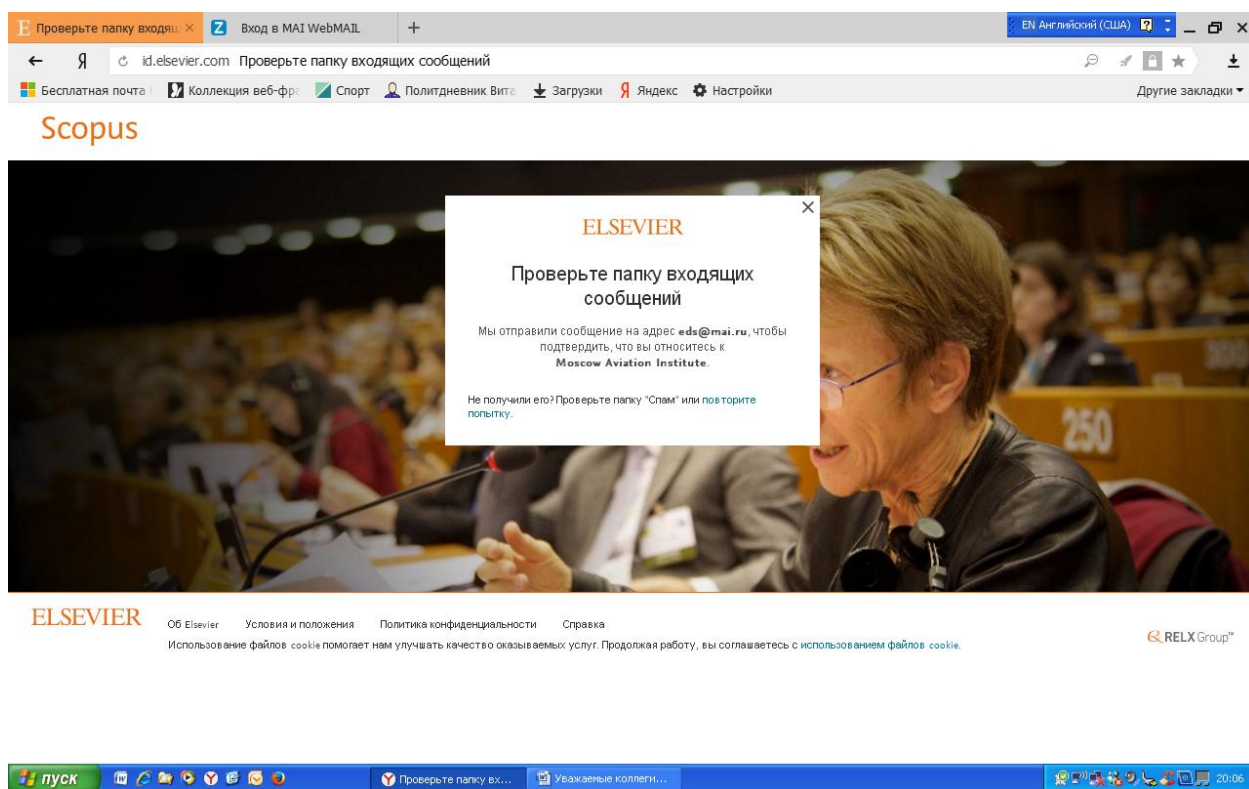 Проверьте папку входящ
Вход в MAI WebMAIL
EN Английский (США)
Я
id.elsevier.com Проверьте папку входящих сообщений
Бесплатная почта
Коллекция веб-фра
Спорт
Политдневник Вита
Загрузки
Яндекс
Настройки
Другие закладки
Scopus
ELSEVIER
Проверьте папку входящих
сообщений
Мы отправили сообщение на адрес eds@mai.ru, чтобы
подтвердить, что вы относитесь к
Moscow Aviation Institute.
Не получили его? Проверьте папку "Спам" или повторите
попытку.
250
ELSEVIER
Об Elsevier
Условия и положения
Политика конфиденциальности
Справка
Использование файлов cookie помогает нам улучшать качество оказываемых услуг. Продолжая работу, вы соглашаетесь с использованием файлов cookie.
RELX Group™
пуск
Проверьте папку вх...
Уважаемые коллеги...
20:06